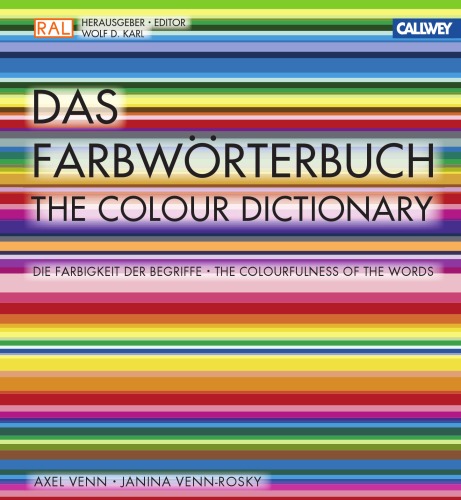 RAL
HERAUSGEBER · EDITOR
WOLF D. KARL
CALLWEY
DAS
FARBWÖRTERBUCH
THE COLOUR DICTIONARY
DIE FARBIGKEIT DER BEGRIFFE · THE COLOURFULNESS OF THE WORDS
AXEL VENN · JANINA VENN-ROSKY